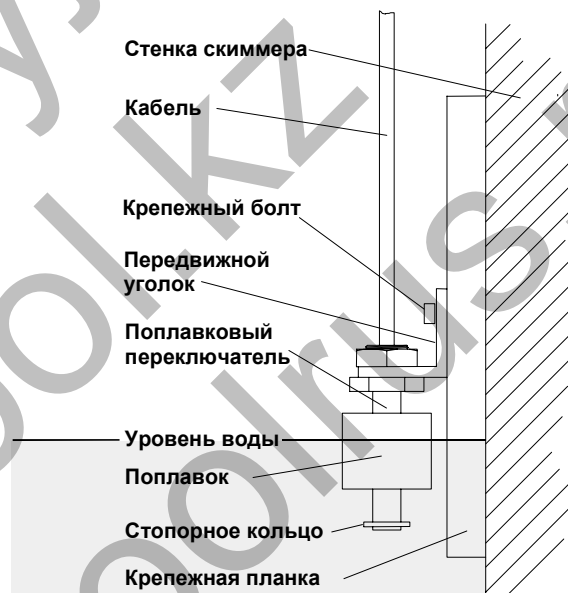 Стенка скиммера
Кабель
Крепежный болт
Передвижной
уголок
Поплавковый
переключатель
Уровень воды
Поплавок
Стопорное кольцо
Крепежная планка